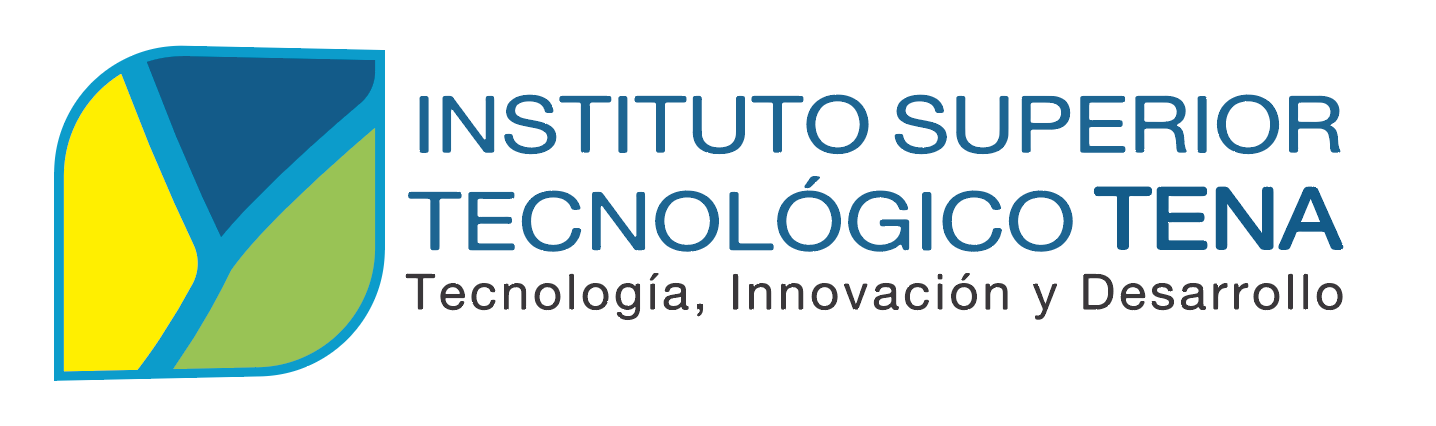 INSTITUTO SUPERIOR
TECNOLÓGICO TENA
Tecnología, Innovación y Desarrollo